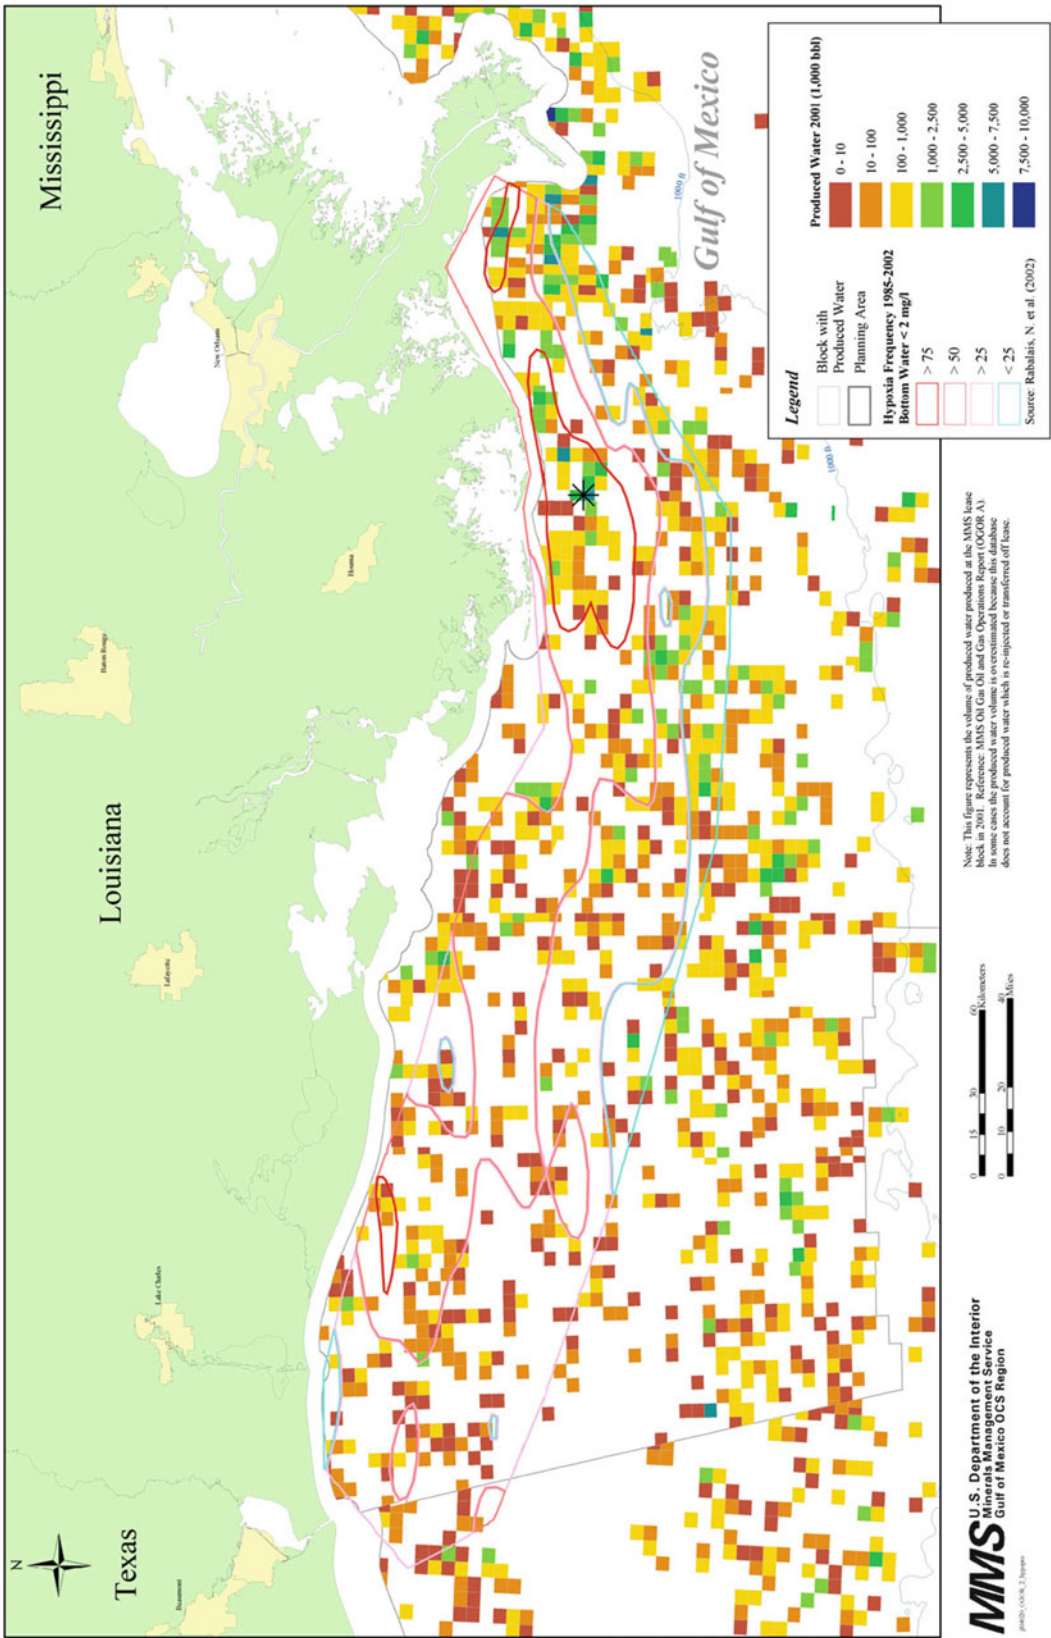 N
Texas
Louisiana
Mississippi
Beaumont
Lake Charles
Lafayette
Baton Rouge
Houma
New Orleans
Gulf of Mexico
1000 ft
1000 ft
Legend
Block with
Produced Water
Planning Area
Hypoxia Frequency 1985-2002
Bottom Water < 2 mg/l
> 75
> 50
> 25
< 25
Source: Rabalais, N. et al. (2002)
Produced Water 2001 (1,000 bbl)
0 - 10
10 - 100
100 - 1,000
1,000 - 2,500
2,500 - 5,000
5,000 - 7,500
7,500 - 10,000
MMS
U.S. Department of the Interior
Minerals Management Service
Gulf of Mexico OCS Region
0 15 30 60
Kilometers
0 10 20 40
Miles
Note: This figure represents the volume of produced water produced at the MMS lease
block in 2001. Reference: MMS Oil Gas Oil and Gas Operations Report (OGOR A).
In some cases the produced water volume is overestimated because this database
does not account for produced water which is re-injected or transferred off lease.